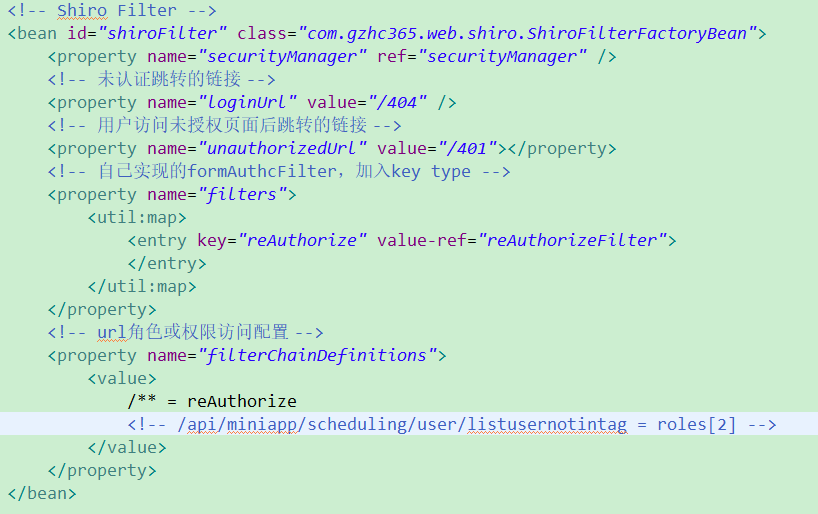 <!-- Shiro Filter -->
<bean id="shiroFilter" class="com.gzhc365.web.shiro.ShiroFilterFactoryBean">
<property name="securityManager" ref="securityManager" />
<!-- 未认证跳转的链接 -->
<property name="loginUrl" value="/404" />
<!-- 用户访问未授权页面后跳转的链接 -->
<property name="unauthorizedUrl" value="/401"></property>
<!-- 自己实现的formAuthcFilter，加入key type -->
<property name="filters">
<util:map>
<entry key="reAuthorize" value-ref="reAuthorizeFilter">
</entry>
</util:map>
</property>
<!-- url角色或权限访问配置 -->
<property name="filterChainDefinitions">
<value>
/** = reAuthorize
<!-- /api/miniapp/scheduling/user/listusernotintag = roles[2] -->
</value>
</property>
</bean>